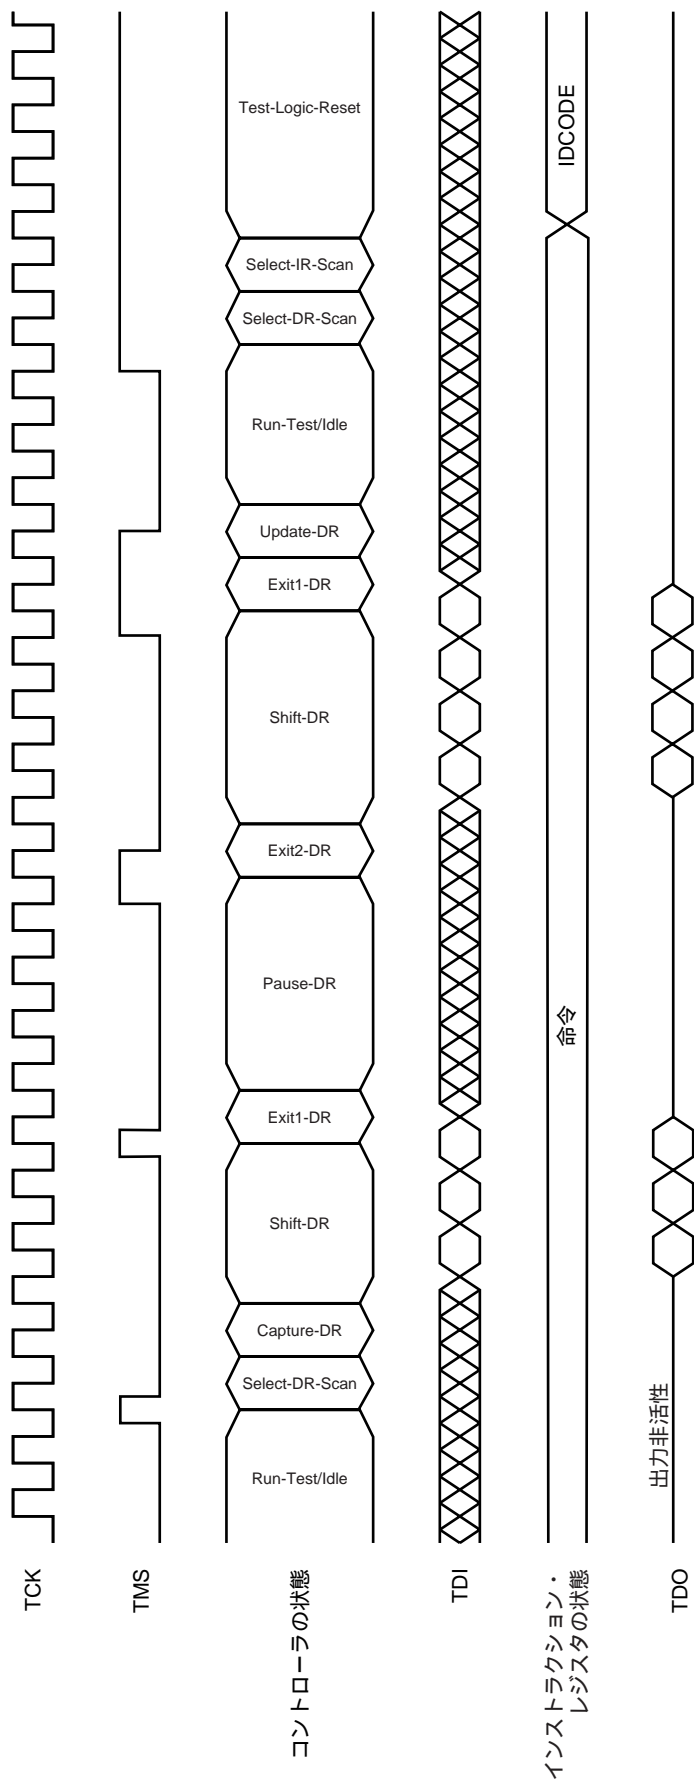 TCK
TMS
コントローラの状態
Run-Test/Idle
Select-DR-Scan
Capture-DR
Shift-DR
Exit1-DR
Pause-DR
Exit2-DR
Shift-DR
Exit1-DR
Update-DR
Run-Test/Idle
Select-DR-Scan
Select-IR-Scan
Test-Logic-Reset
TDI
インストラクション・
レジスタの状態
命令
IDCODE
TDO
出力非活性